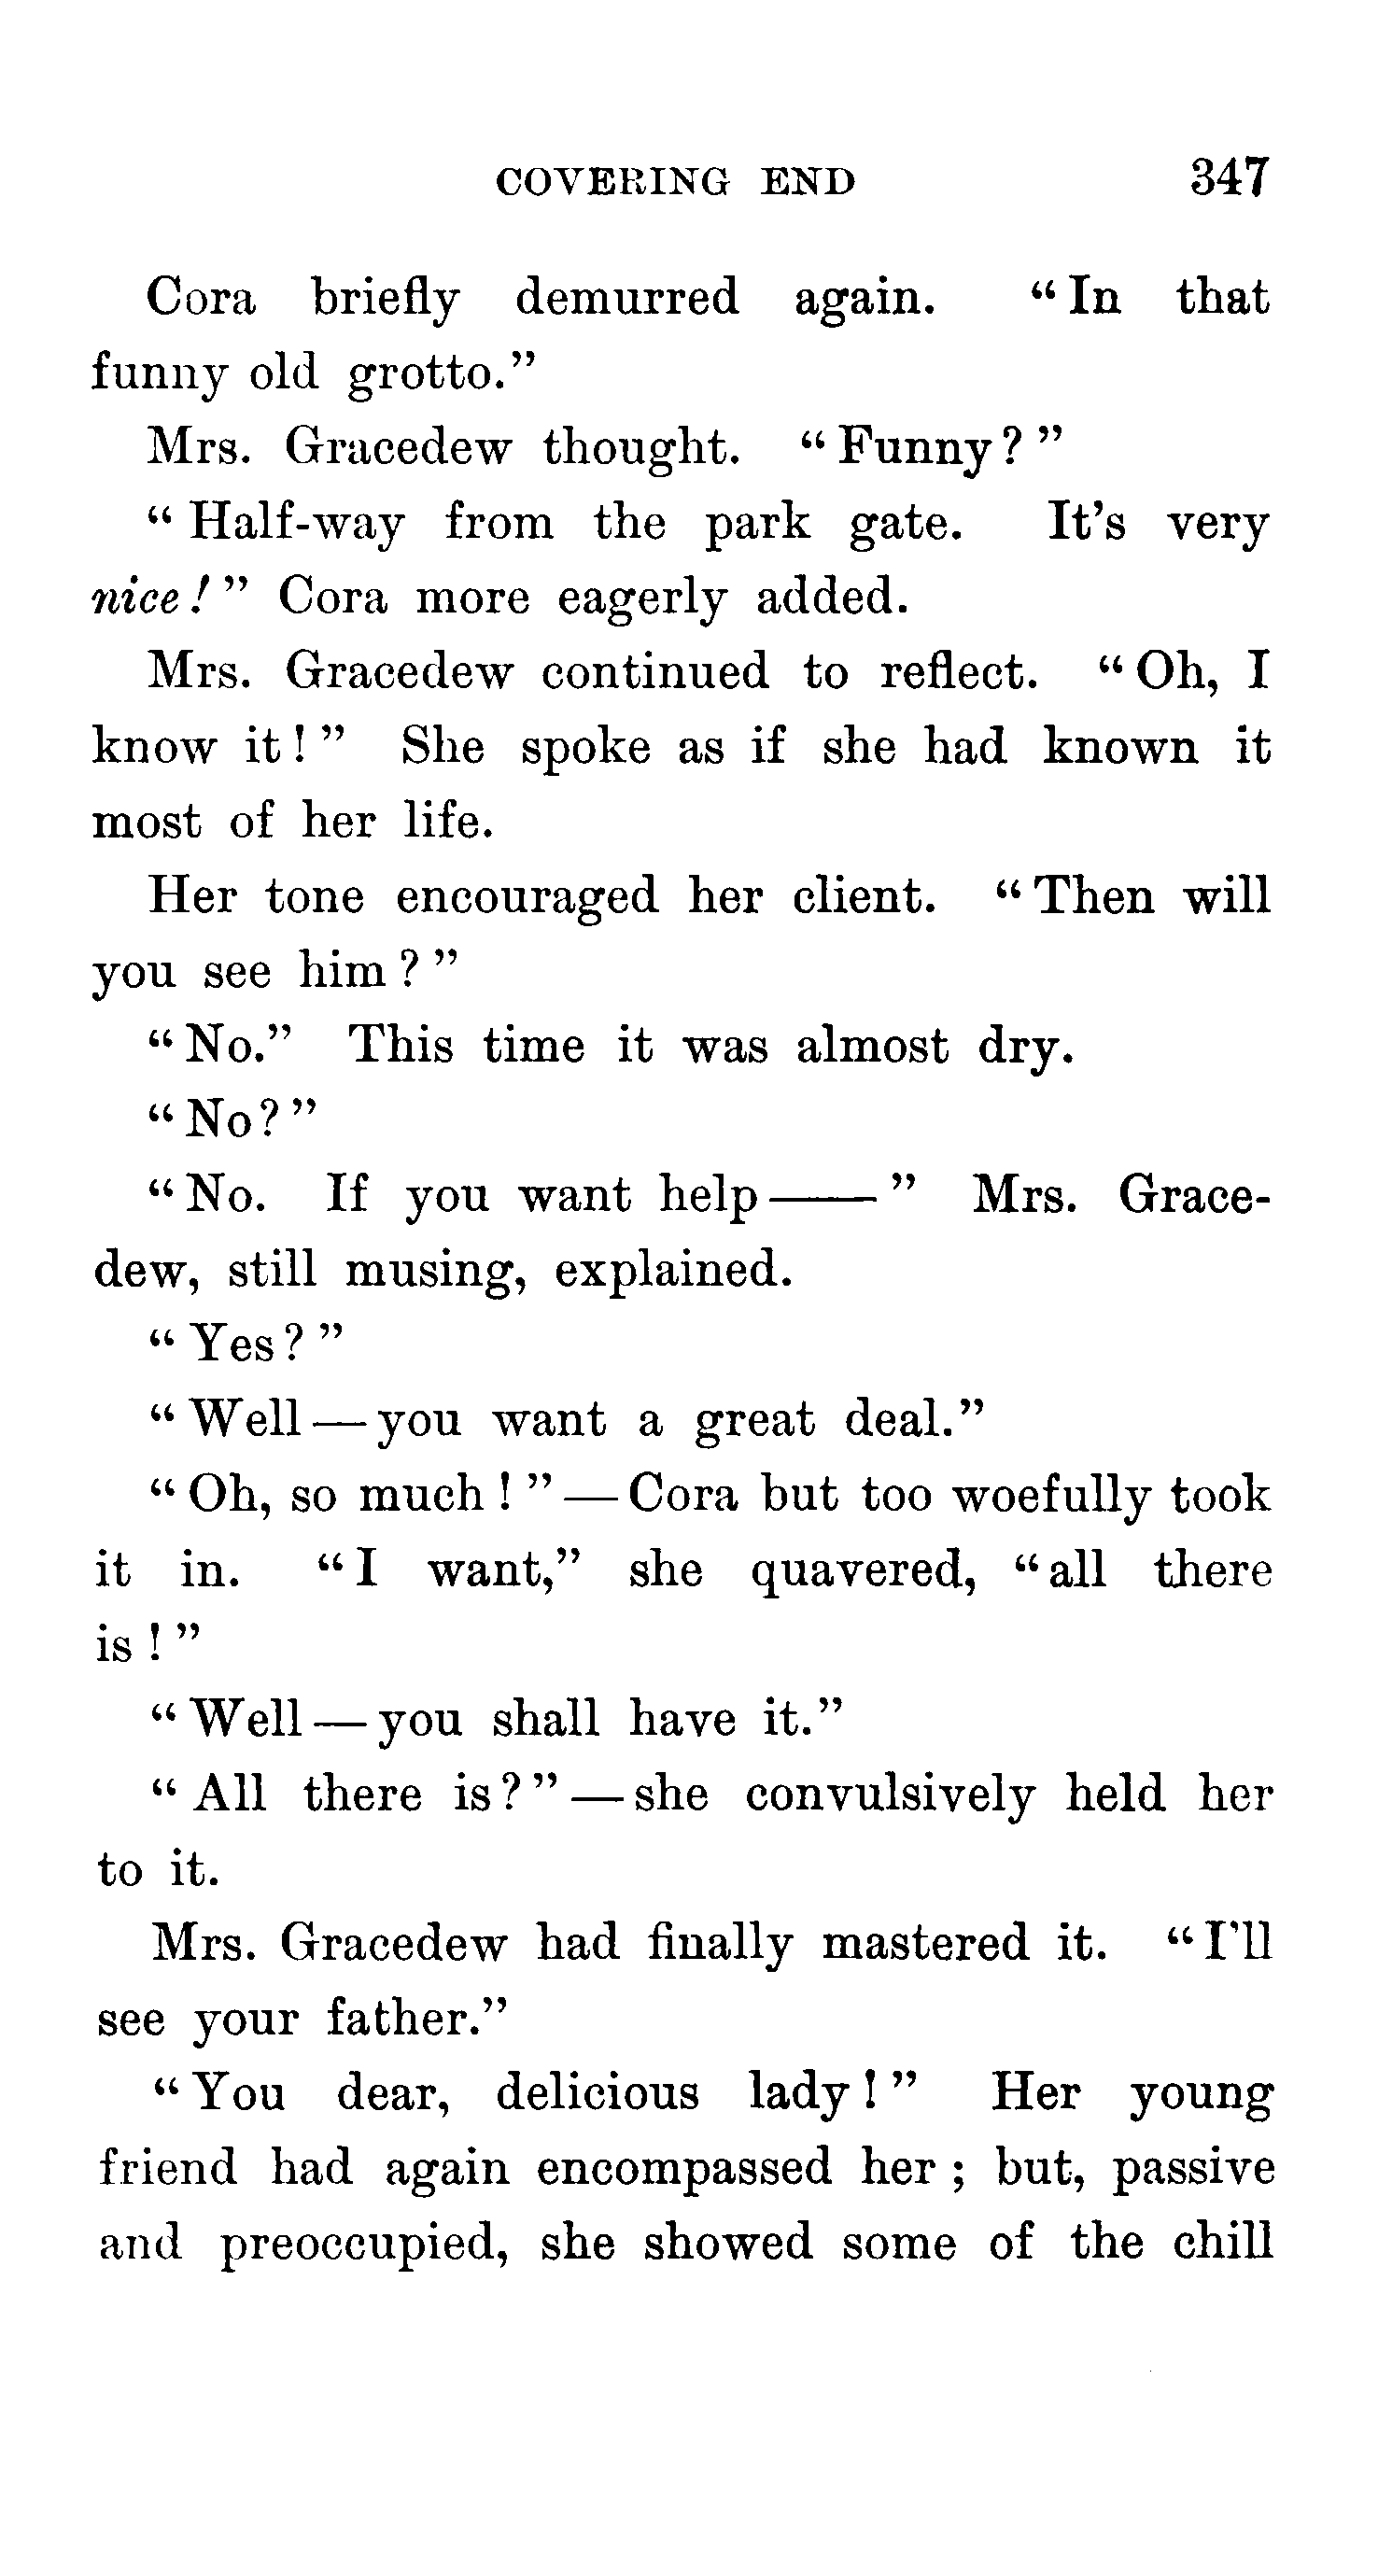 COVERING END 347
Cora briefly demurred again. “In that
funny old grotto.”
Mrs. Gracedew thought. “Funny?”
“Half-way from the park gate. It’s very
nice!” Cora more eagerly added.
Mrs. Gracedew continued to reflect. “Oh, I
know it!” She spoke as if she had known it
most of her life.
Her tone encouraged her client. “Then will
you see him?”
“No.” This time it was almost dry.
“No?”
“No. If you want help——” Mrs. Grace-
dew, still musing, explained.
“Yes?”
“Well—you want a great deal.”
“Oh, so much!”—Cora but too woefully took
it in. “I want,” she quavered, “all there
is!”
“Well—you shall have it.”
“All there is?”—she convulsively held her
to it.
Mrs. Gracedew had finally mastered it. “I’ll
see your father.”
“You dear, delicious lady!” Her young
friend had again encompassed her; but, passive
and preoccupied, she showed some of the chill